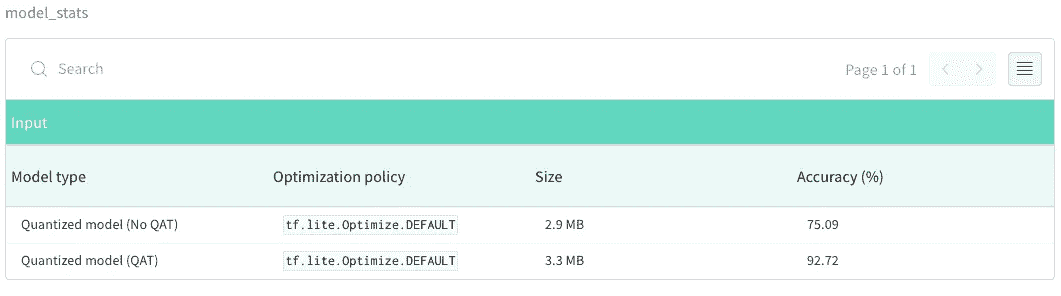 model_stats
Search
Page 1 of 1
Input
Model type Optimization policy Size Accuracy (%)
Quantized model (No QAT) tf.lite.Optimize.DEFAULT 2.9 MB 75.09
Quantized model (QAT) tf.lite.Optimize.DEFAULT 3.3 MB 92.72